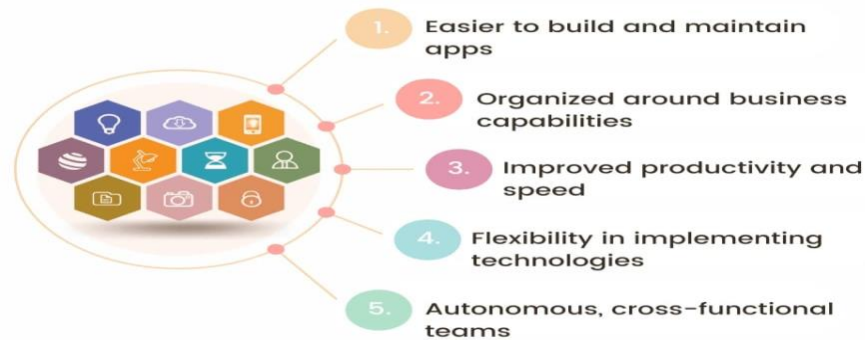 1.
Easier to build and maintain
apps
2.
Organized around business
capabilities
3.
Improved productivity and
speed
4.
Flexibility in implementing
technologies
5.
Autonomous, cross-functional
teams